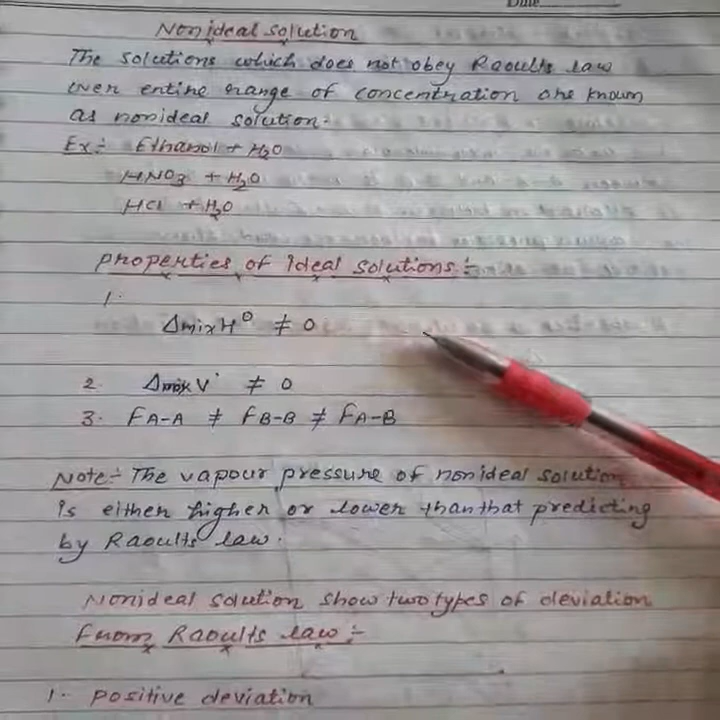 Date
Nonideal solution
The solutions which does not obey Raoults law
over entire range of concentration are known
as nonideal solution.
Ex:- Ethanol + H2O
HNO3 + H2O
HCl + H2O
Properties of Ideal solutions:-
1.
ΔmixH° ≠ 0
2. ΔmixV ≠ 0
3. FA-A ≠ FB-B ≠ FA-B
Note:- The vapour pressure of nonideal solution
is either higher or lower than that predicting
by Raoults law.
Nonideal solution show two types of deviation
From Raoults law:-
1. positive deviation